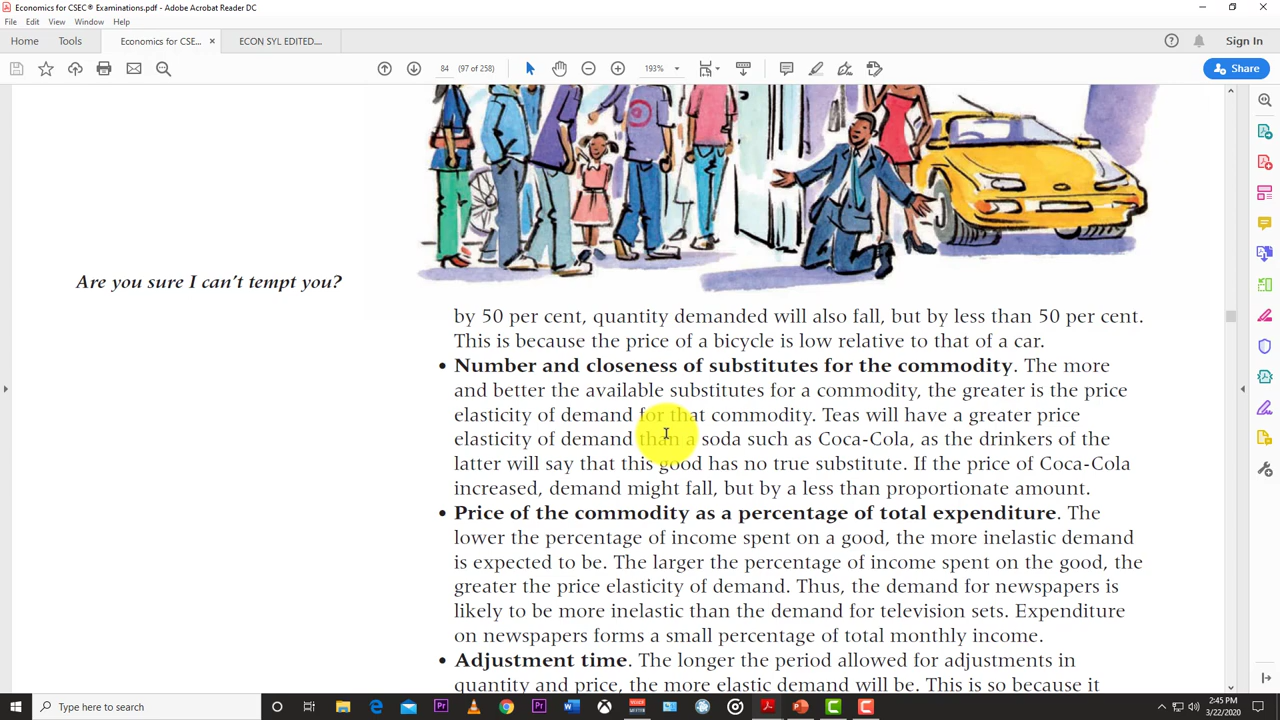 Economics for CSEC® Examinations.pdf - Adobe Acrobat Reader DC
File Edit View Window Help
Home Tools Economics for CSE... × ECON SYL EDITED.... Sign In
84 (97 of 258) 193% Share
Are you sure I can't tempt you?
by 50 per cent, quantity demanded will also fall, but by less than 50 per cent.
This is because the price of a bicycle is low relative to that of a car.
• Number and closeness of substitutes for the commodity. The more
and better the available substitutes for a commodity, the greater is the price
elasticity of demand for that commodity. Teas will have a greater price
elasticity of demand than a soda such as Coca-Cola, as the drinkers of the
latter will say that this good has no true substitute. If the price of Coca-Cola
increased, demand might fall, but by a less than proportionate amount.
• Price of the commodity as a percentage of total expenditure. The
lower the percentage of income spent on a good, the more inelastic demand
is expected to be. The larger the percentage of income spent on the good, the
greater the price elasticity of demand. Thus, the demand for newspapers is
likely to be more inelastic than the demand for television sets. Expenditure
on newspapers forms a small percentage of total monthly income.
• Adjustment time. The longer the period allowed for adjustments in
quantity and price, the more elastic demand will be. This is so because it
Type here to search
2:45 PM
3/22/2020